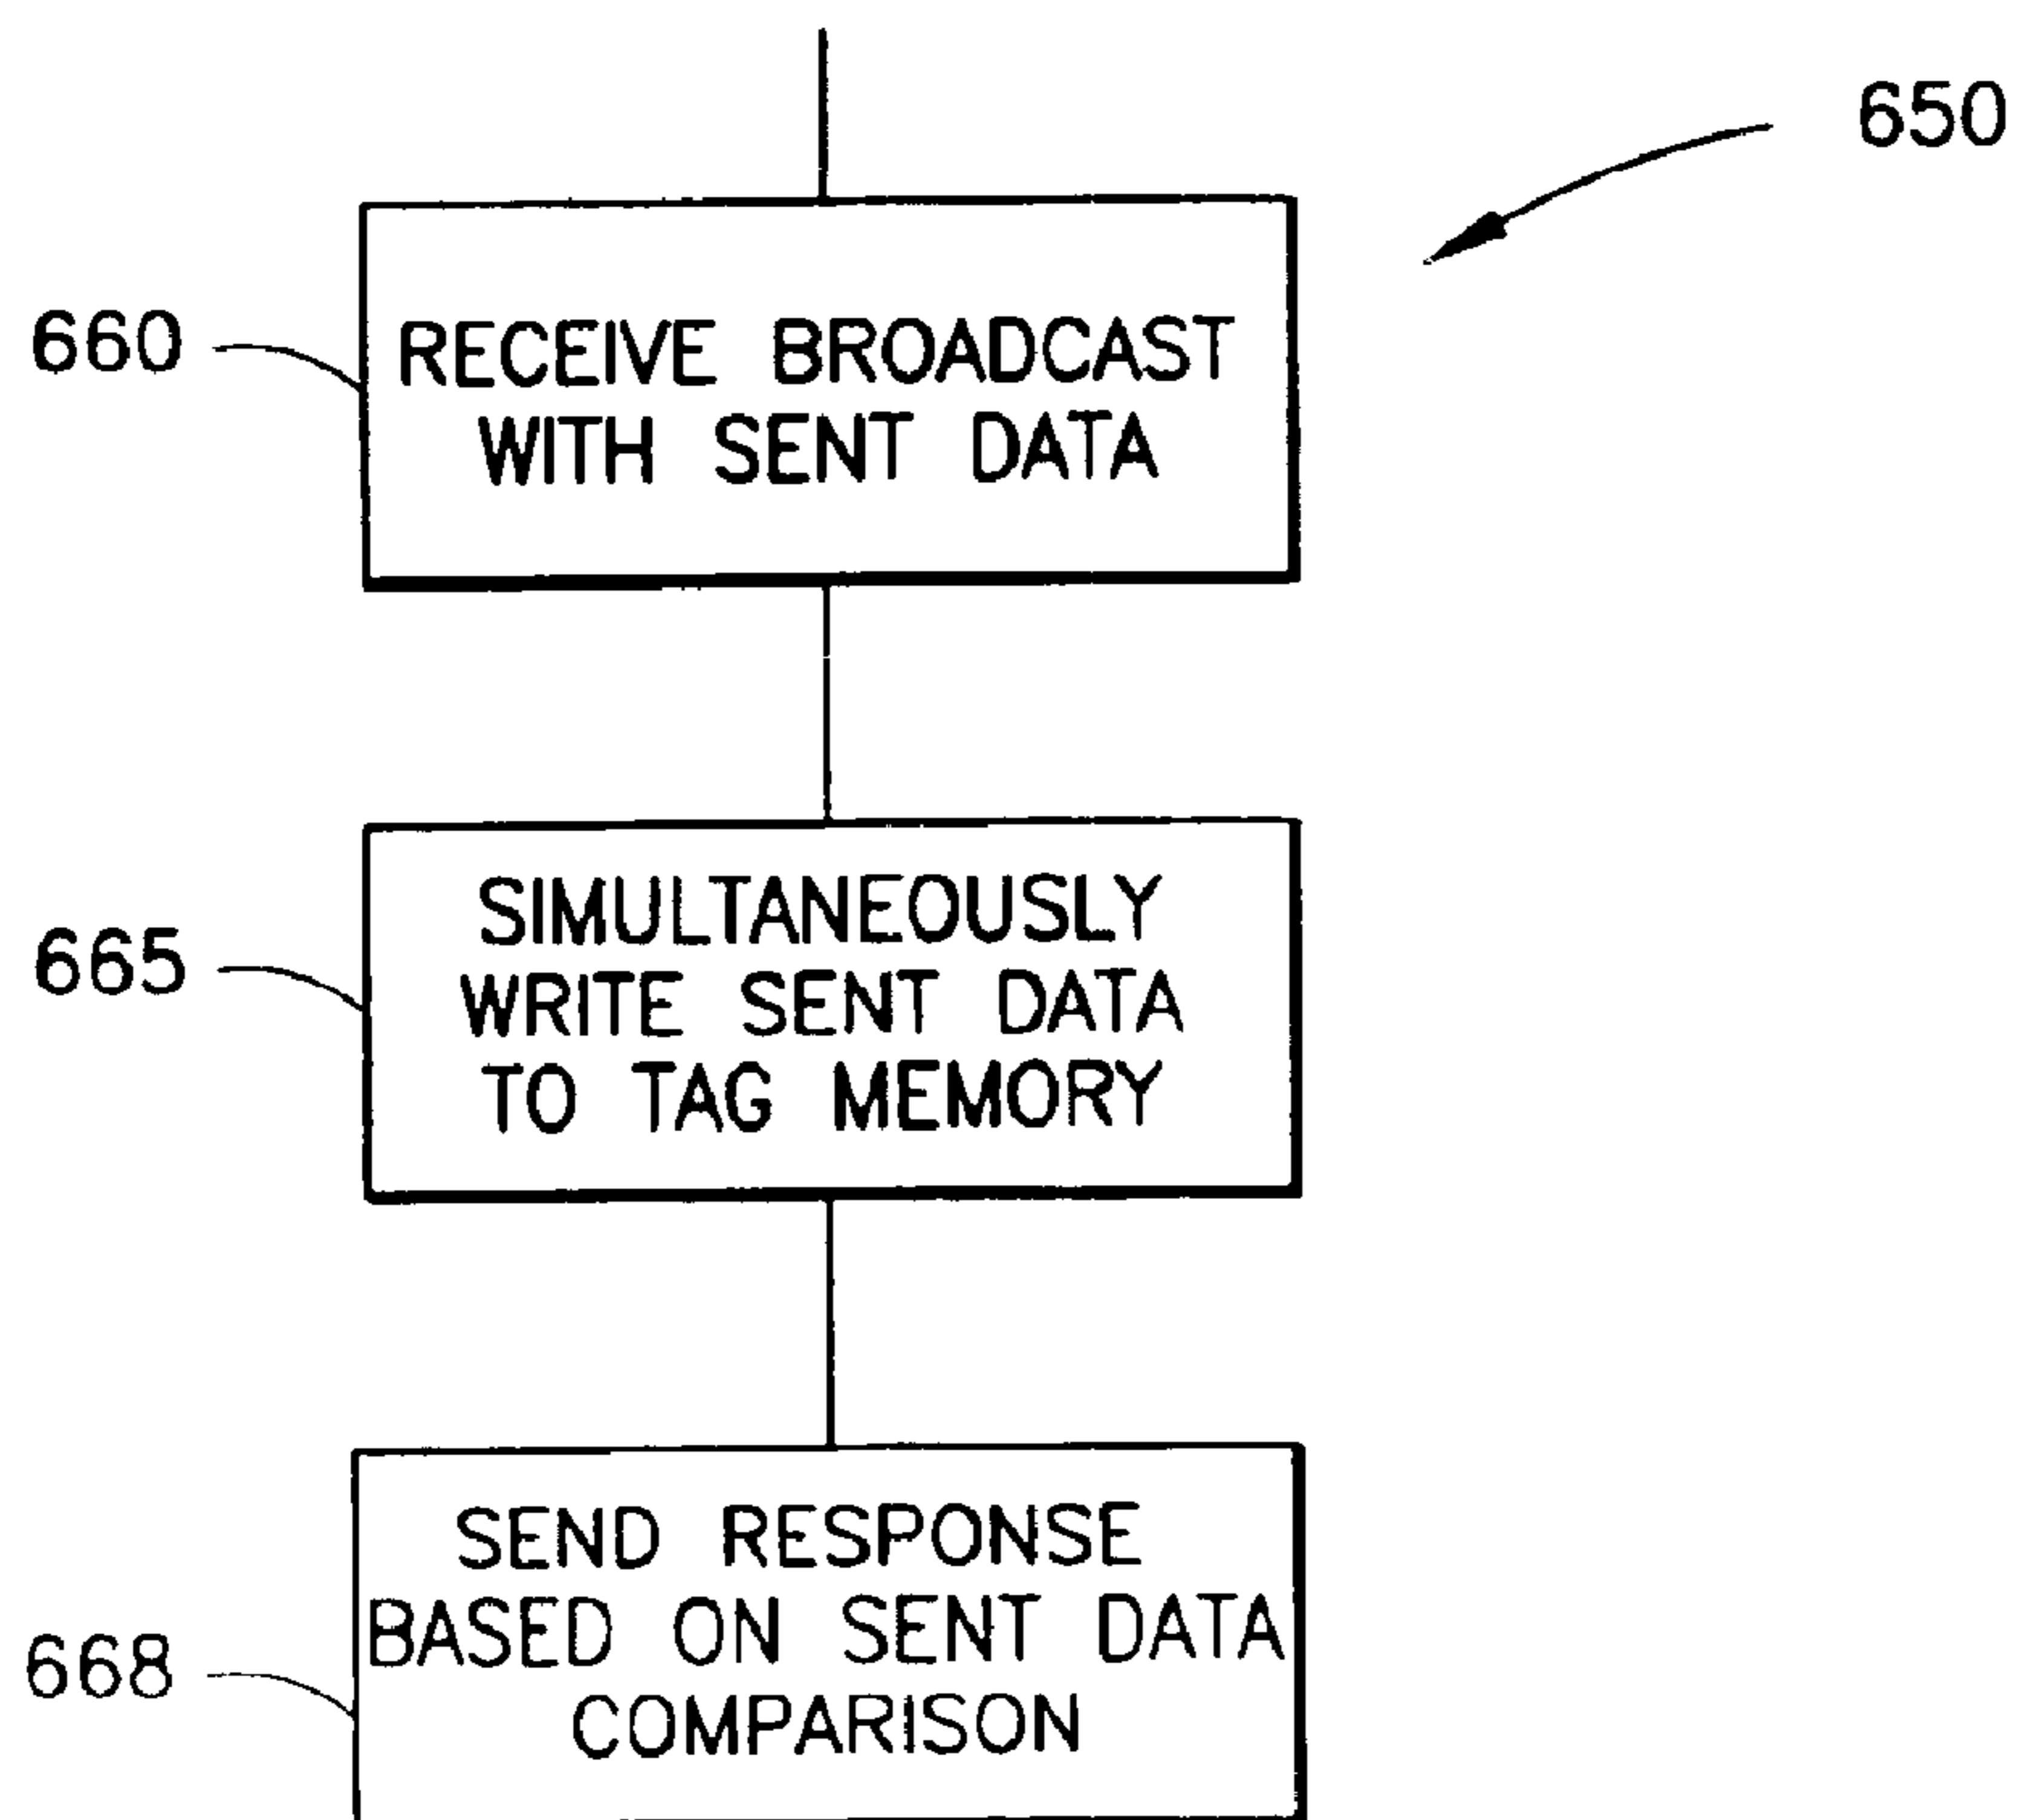 650
660
RECEIVE BROADCAST
WITH SENT DATA
665
SIMULTANEOUSLY
WRITE SENT DATA
TO TAG MEMORY
668
SEND RESPONSE
BASED ON SENT DATA
COMPARISON